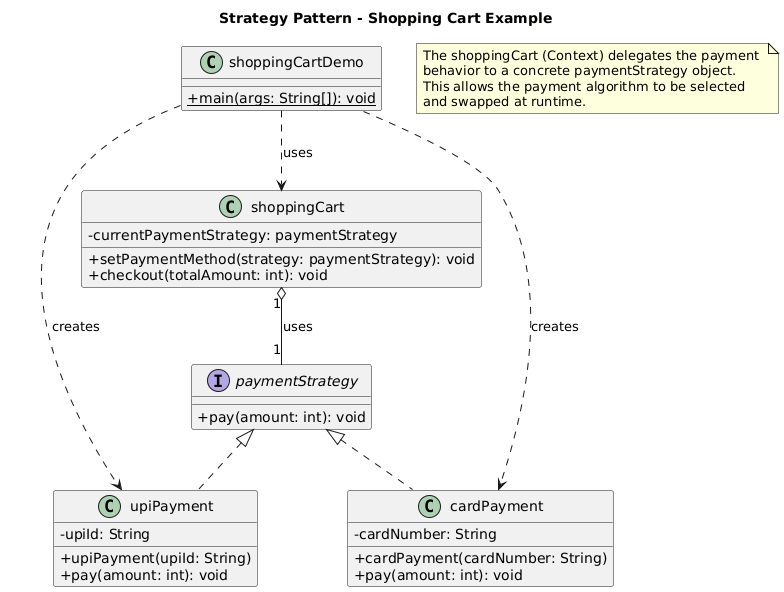 Strategy Pattern - Shopping Cart Example
C shoppingCartDemo
+main(args: String[]): void
The shoppingCart (Context) delegates the payment
behavior to a concrete paymentStrategy object.
This allows the payment algorithm to be selected
and swapped at runtime.
uses
C shoppingCart
-currentPaymentStrategy: paymentStrategy
+setPaymentMethod(strategy: paymentStrategy): void
+checkout(totalAmount: int): void
1
creates
uses
creates
1
I paymentStrategy
+pay(amount: int): void
C upiPayment
-upiId: String
+upiPayment(upiId: String)
+pay(amount: int): void
C cardPayment
-cardNumber: String
+cardPayment(cardNumber: String)
+pay(amount: int): void